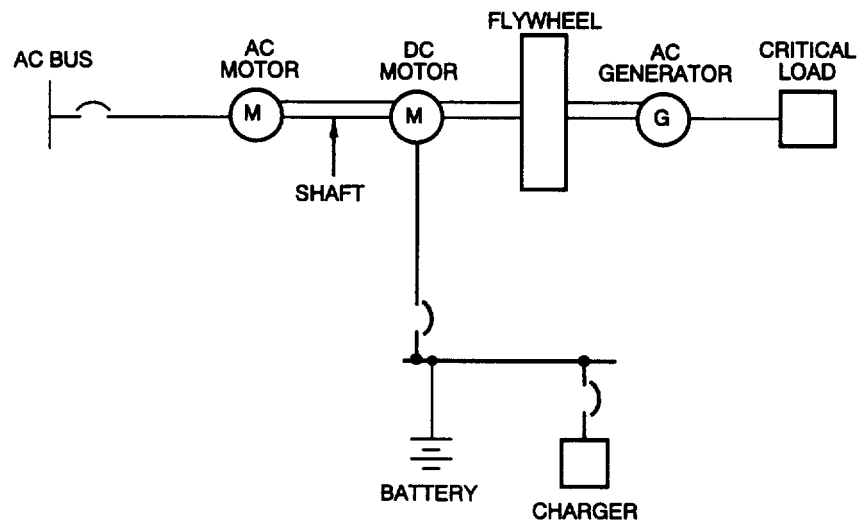 FLYWHEEL
AC BUS
AC
MOTOR
DC
MOTOR
AC
GENERATOR
CRITICAL
LOAD
M
M
G
SHAFT
BATTERY
CHARGER